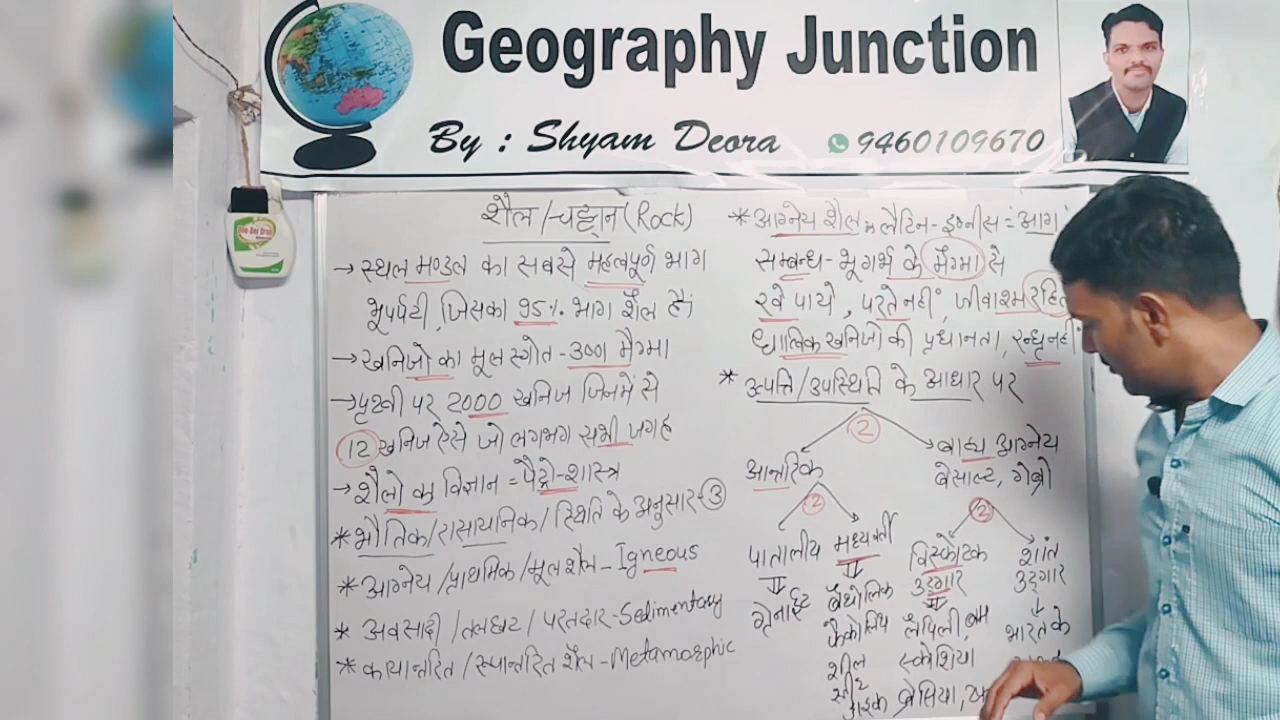 Geography Junction
By : Shyam Deora 9460109670
शैल/चट्टान (Rock)
→ स्थल मण्डल का सबसे महत्वपूर्ण भाग
भूपर्पटी, जिसका 95% भाग शैल है।
→ खनिजो का मूल स्त्रोत - उष्ण मैग्मा
→ पृथ्वी पर 2000 खनिज जिनमें से
12 खनिज ऐसे जो लगभग सभी जगह
→ शैलो का विज्ञान = पैट्रो-शास्त्र
* भौतिक/रासायनिक/स्थिति के अनुसार - 3
* आग्नेय/प्राथमिक/मूल शैल - Igneous
* अवसादी/तलछट/परतदार - Sedimentary
* कायान्तरित/रूपान्तरित शैल - Metamorphic
* आग्नेय शैल :- लैटिन - इग्नीस = आग
सम्बन्ध - भूगर्भ के मैग्मा से
रवे पाये, परते नहीं, जीवाश्म रहित
धात्विक खनिजो की प्रधानता, रन्ध्र नही
* उत्पत्ति/उपस्थिति के आधार पर
2
आन्तरिक
बाह्य आग्नेय
बेसाल्ट, गेब्रो
2
2
पातालीय
मध्यवर्ती
विस्फोटक
उद्गार
शांत
उद्गार
ग्रेनाईट
बैथोलिक
फैकोलिथ
शील
सीट
डाइक
लैपिली, बम
स्कोरिया
ब्रेसिया,
भारत के